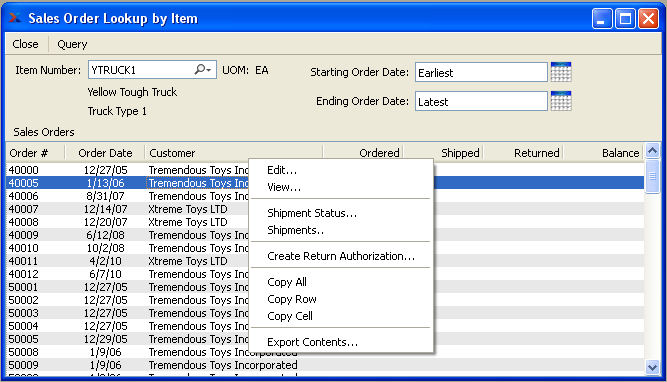 Sales Order Lookup by Item
Close Query
Item Number: YTRUCK1 UOM: EA Starting Order Date: Earliest
Yellow Tough Truck
Truck Type 1
Ending Order Date: Latest
Sales Orders
Order # Order Date Customer Ordered Shipped Returned Balance
40000 12/27/05 Tremendous Toys Inc
40005 1/13/06 Tremendous Toys Inc
40006 8/31/07 Tremendous Toys Inc
40007 12/14/07 Xtreme Toys LTD
40008 12/20/07 Xtreme Toys LTD
40009 6/12/08 Tremendous Toys Inc
40010 10/2/08 Tremendous Toys Inc
40011 4/2/10 Xtreme Toys LTD
40012 6/7/10 Tremendous Toys Inc
50001 12/27/05 Tremendous Toys Inc
50002 12/27/05 Tremendous Toys Inc
50003 12/27/05 Tremendous Toys Inc
50004 12/27/05 Tremendous Toys Inc
50005 12/29/05 Tremendous Toys Inc
50008 1/9/06 Tremendous Toys Incorporated
50009 1/9/06 Tremendous Toys Incorporated
Edit...
View...
Shipment Status...
Shipments..
Create Return Authorization...
Copy All
Copy Row
Copy Cell
Export Contents...